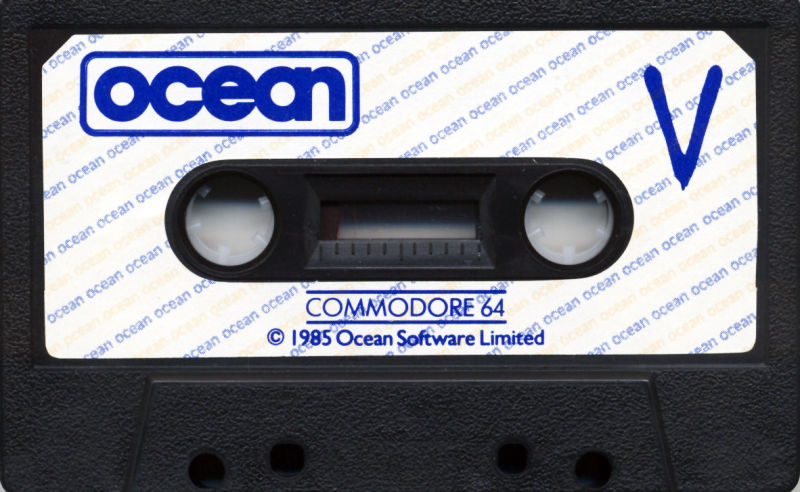 ocean
V
COMMODORE 64
© 1985 Ocean Software Limited